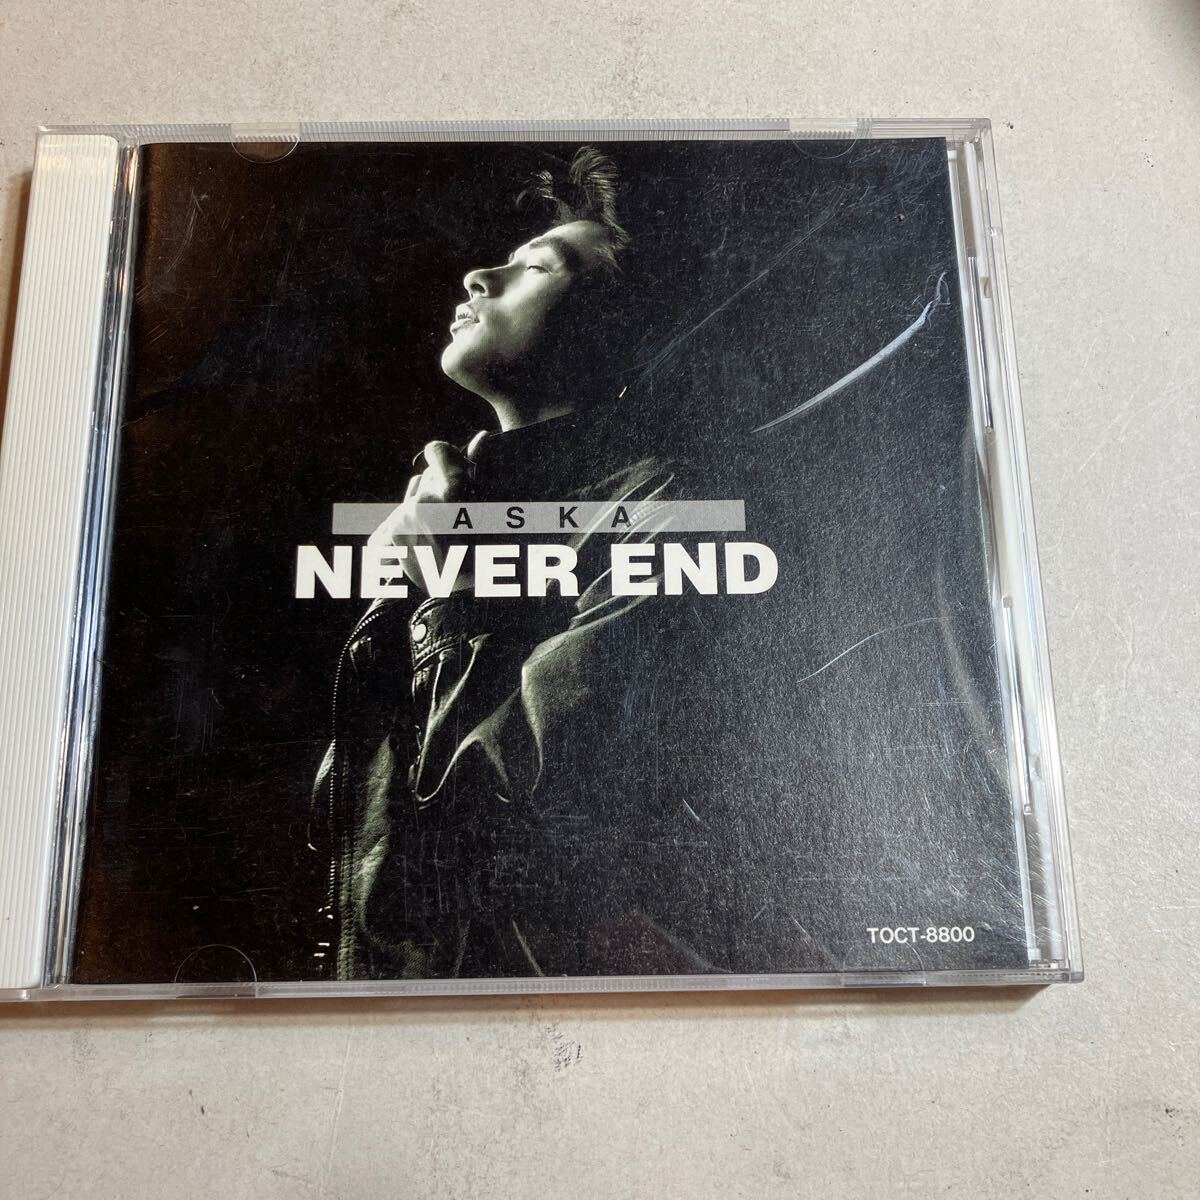 ASKA
NEVER END
TOCT-8800